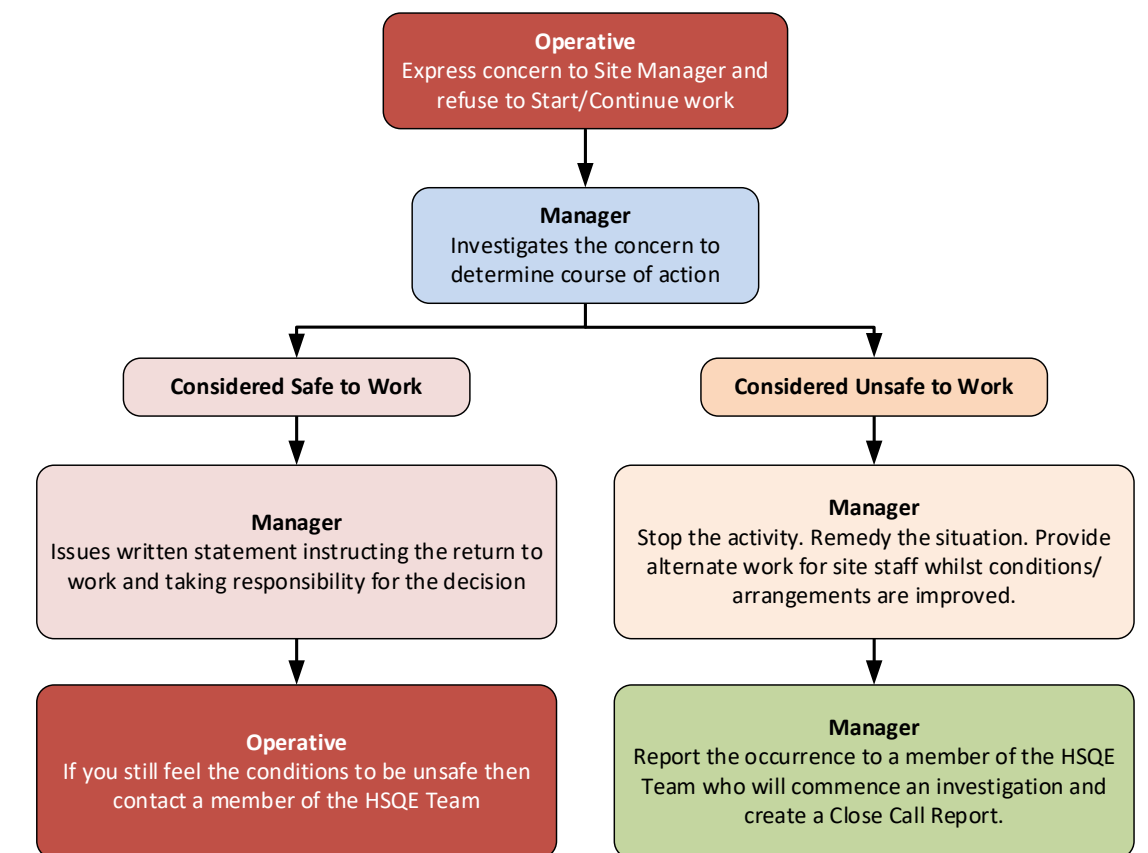 Operative
Express concern to Site Manager and
refuse to Start/Continue work
Manager
Investigates the concern to
determine course of action
Considered Safe to Work
Considered Unsafe to Work
Manager
Issues written statement instructing the return to
work and taking responsibility for the decision
Manager
Stop the activity. Remedy the situation. Provide
alternate work for site staff whilst conditions/
arrangements are improved.
Operative
If you still feel the conditions to be unsafe then
contact a member of the HSQE Team
Manager
Report the occurrence to a member of the HSQE
Team who will commence an investigation and
create a Close Call Report.